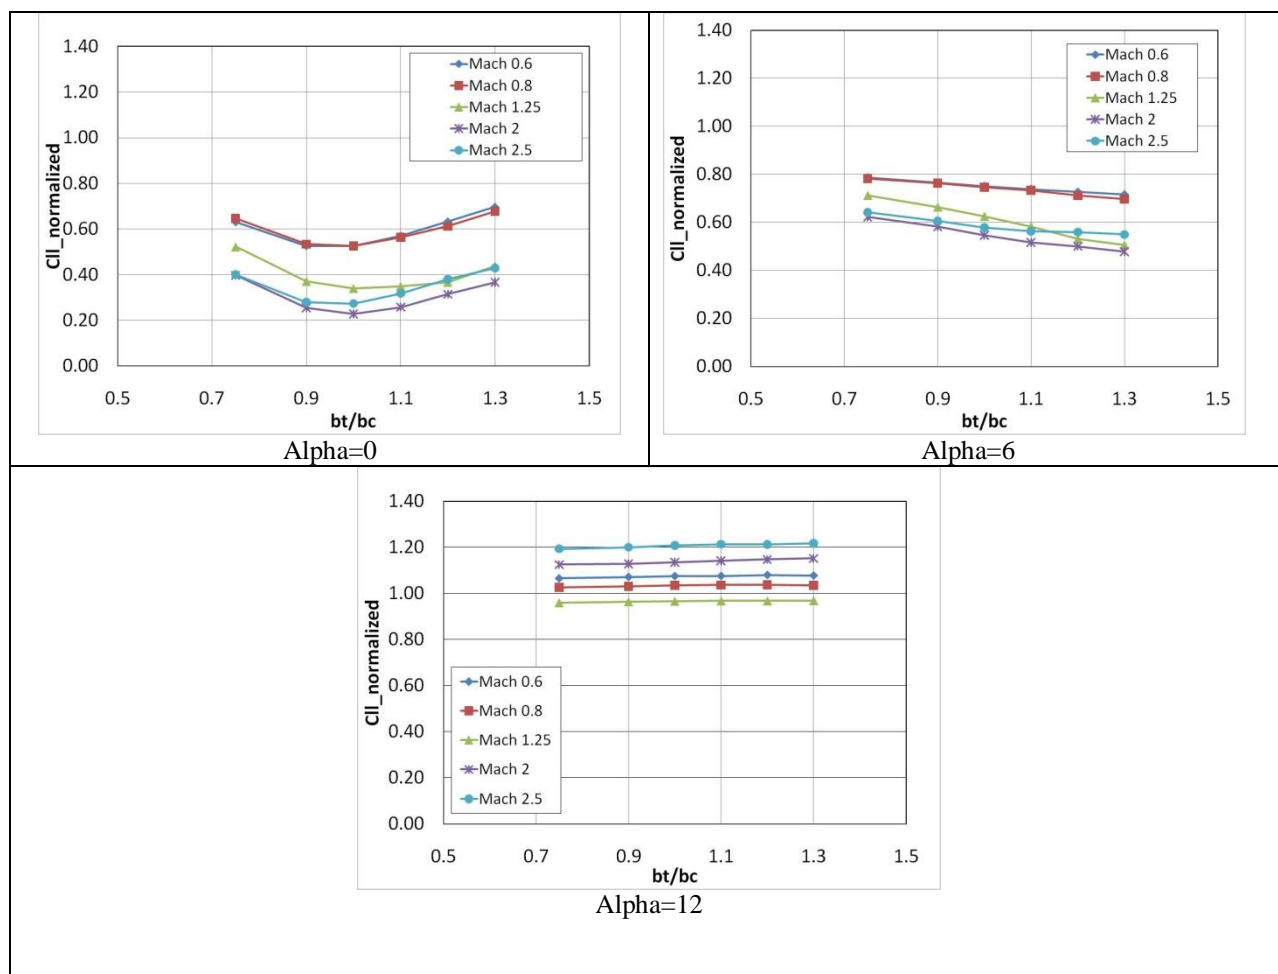 1.40
1.20
1.00
0.80
0.60
0.40
0.20
0.00
Cll_normalized
Mach 0.6
Mach 0.8
Mach 1.25
Mach 2
Mach 2.5
0.5 0.7 0.9 1.1 1.3 1.5
bt/bc
Alpha=0
1.40
1.20
1.00
0.80
0.60
0.40
0.20
0.00
Cll_normalized
Mach 0.6
Mach 0.8
Mach 1.25
Mach 2
Mach 2.5
0.5 0.7 0.9 1.1 1.3 1.5
bt/bc
Alpha=6
1.40
1.20
1.00
0.80
0.60
0.40
0.20
0.00
Cll_normalized
Mach 0.6
Mach 0.8
Mach 1.25
Mach 2
Mach 2.5
0.5 0.7 0.9 1.1 1.3 1.5
bt/bc
Alpha=12